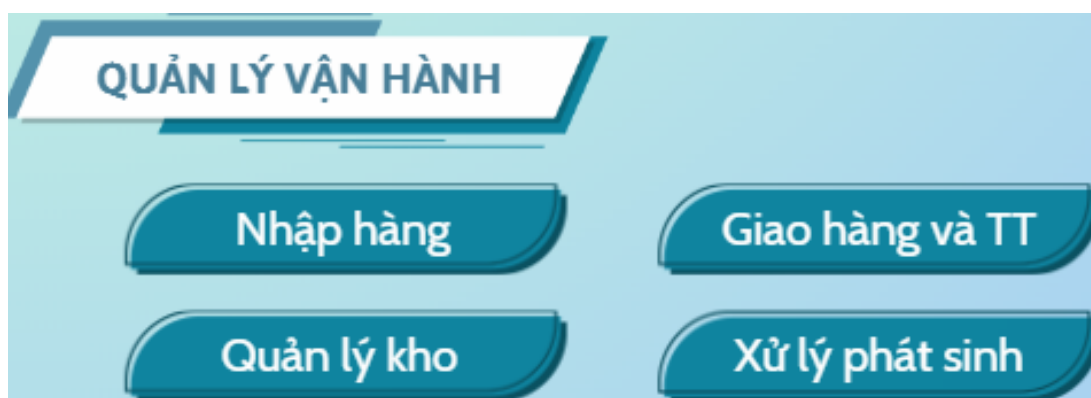 QUẢN LÝ VẬN HÀNH
Nhập hàng
Giao hàng và TT
Quản lý kho
Xử lý phát sinh